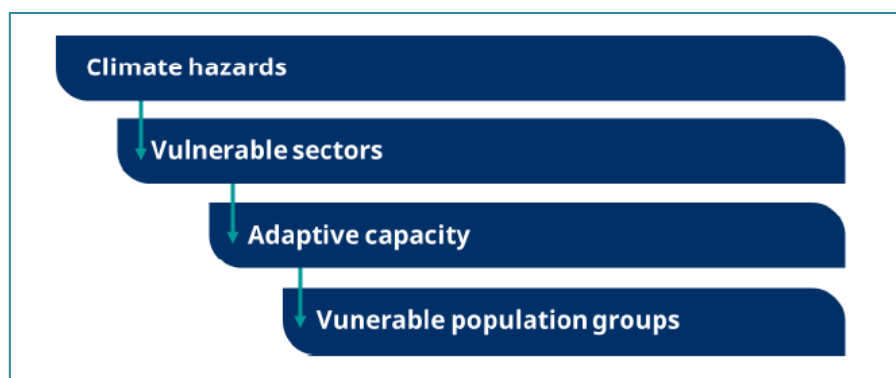 Climate hazards
Vulnerable sectors
Adaptive capacity
Vunerable population groups